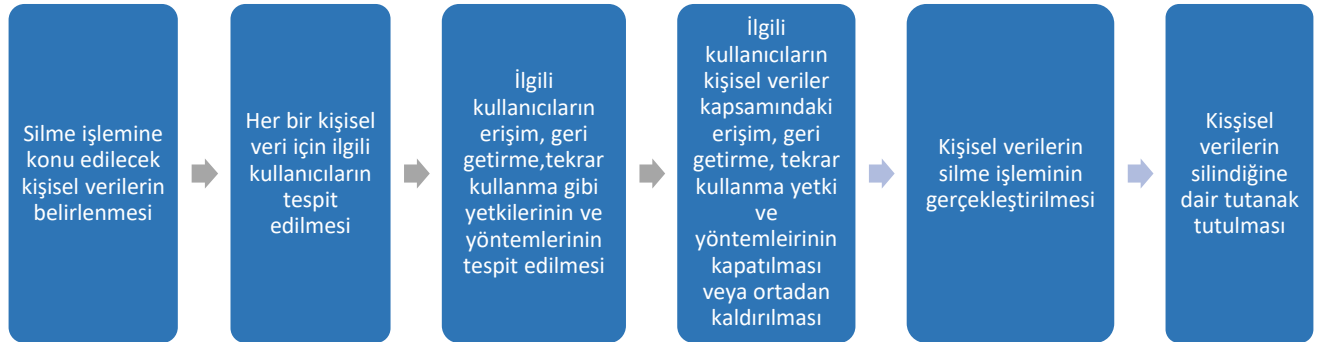 Silme işlemine
konu edilecek
kişisel verilerin
belirlenmesi
Her bir kişisel
veri için ilgili
kullanıcıların
tespit
edilmesi
İlgili
kullanıcıların
erişim, geri
getirme,tekrar
kullanma gibi
yetkilerinin ve
yöntemlerinin
tespit edilmesi
İlgili
kullanıcıların
kişisel veriler
kapsamındaki
erişim, geri
getirme, tekrar
kullanma yetki
ve
yöntemleirinin
kapatılması
veya ortadan
kaldırılması
Kişisel verilerin
silme işleminin
gerçekleştirilmesi
Kisşisel
verilerin
silindiğine
dair tutanak
tutulması